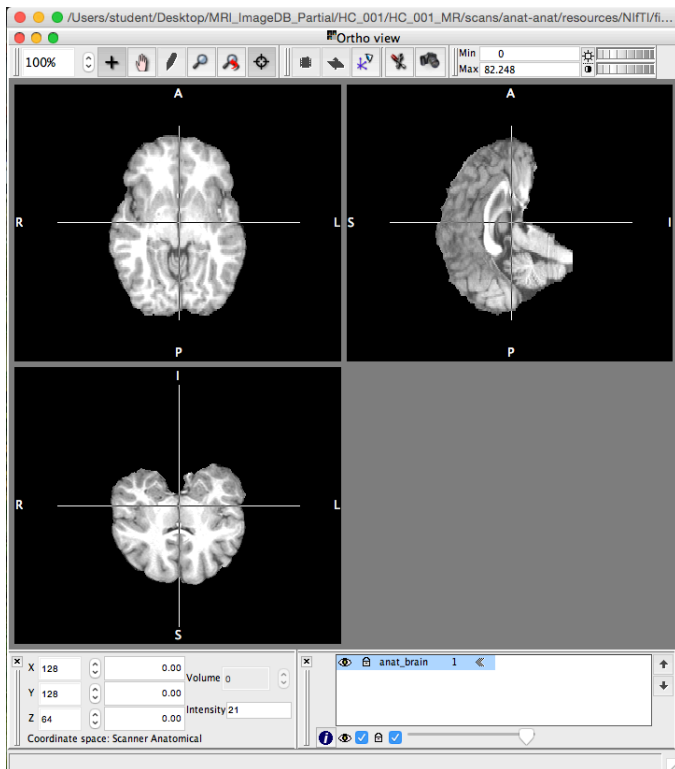 /Users/student/Desktop/MRI_ImageDB_Partial/HC_001/HC_001_MR/scans/anat-anat/resources/NIfTI/fi...
Ortho view
100%
Min 0
Max 82.248
A
R L
P
A
S I
P
I
R L
S
X 128 0.00
Y 128 0.00
Z 64 0.00
Volume 0
Intensity 21
Coordinate space: Scanner Anatomical
anat_brain 1